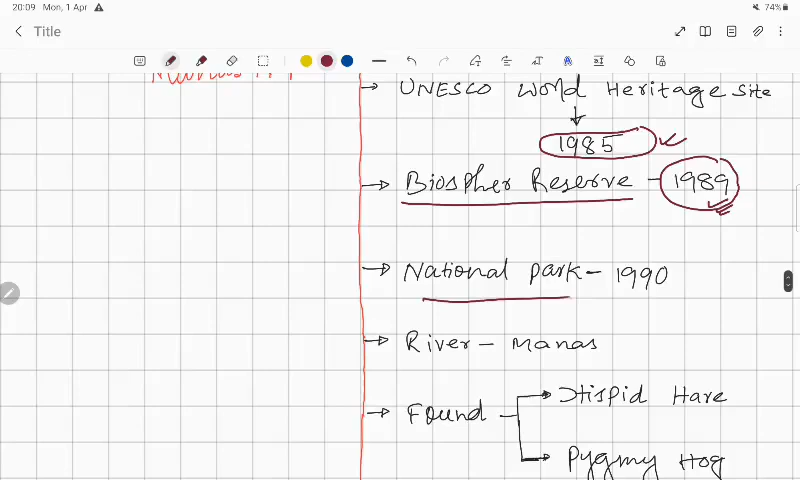 20:09 Mon, 1 Apr
74%
Title
→ UNESCO World Heritage site
↓
1985 ✓
→ Biospher Reserve - 1989
→ National park - 1990
→ River - Manas
→ Found → Hispid Hare
→ Pygmy Hog